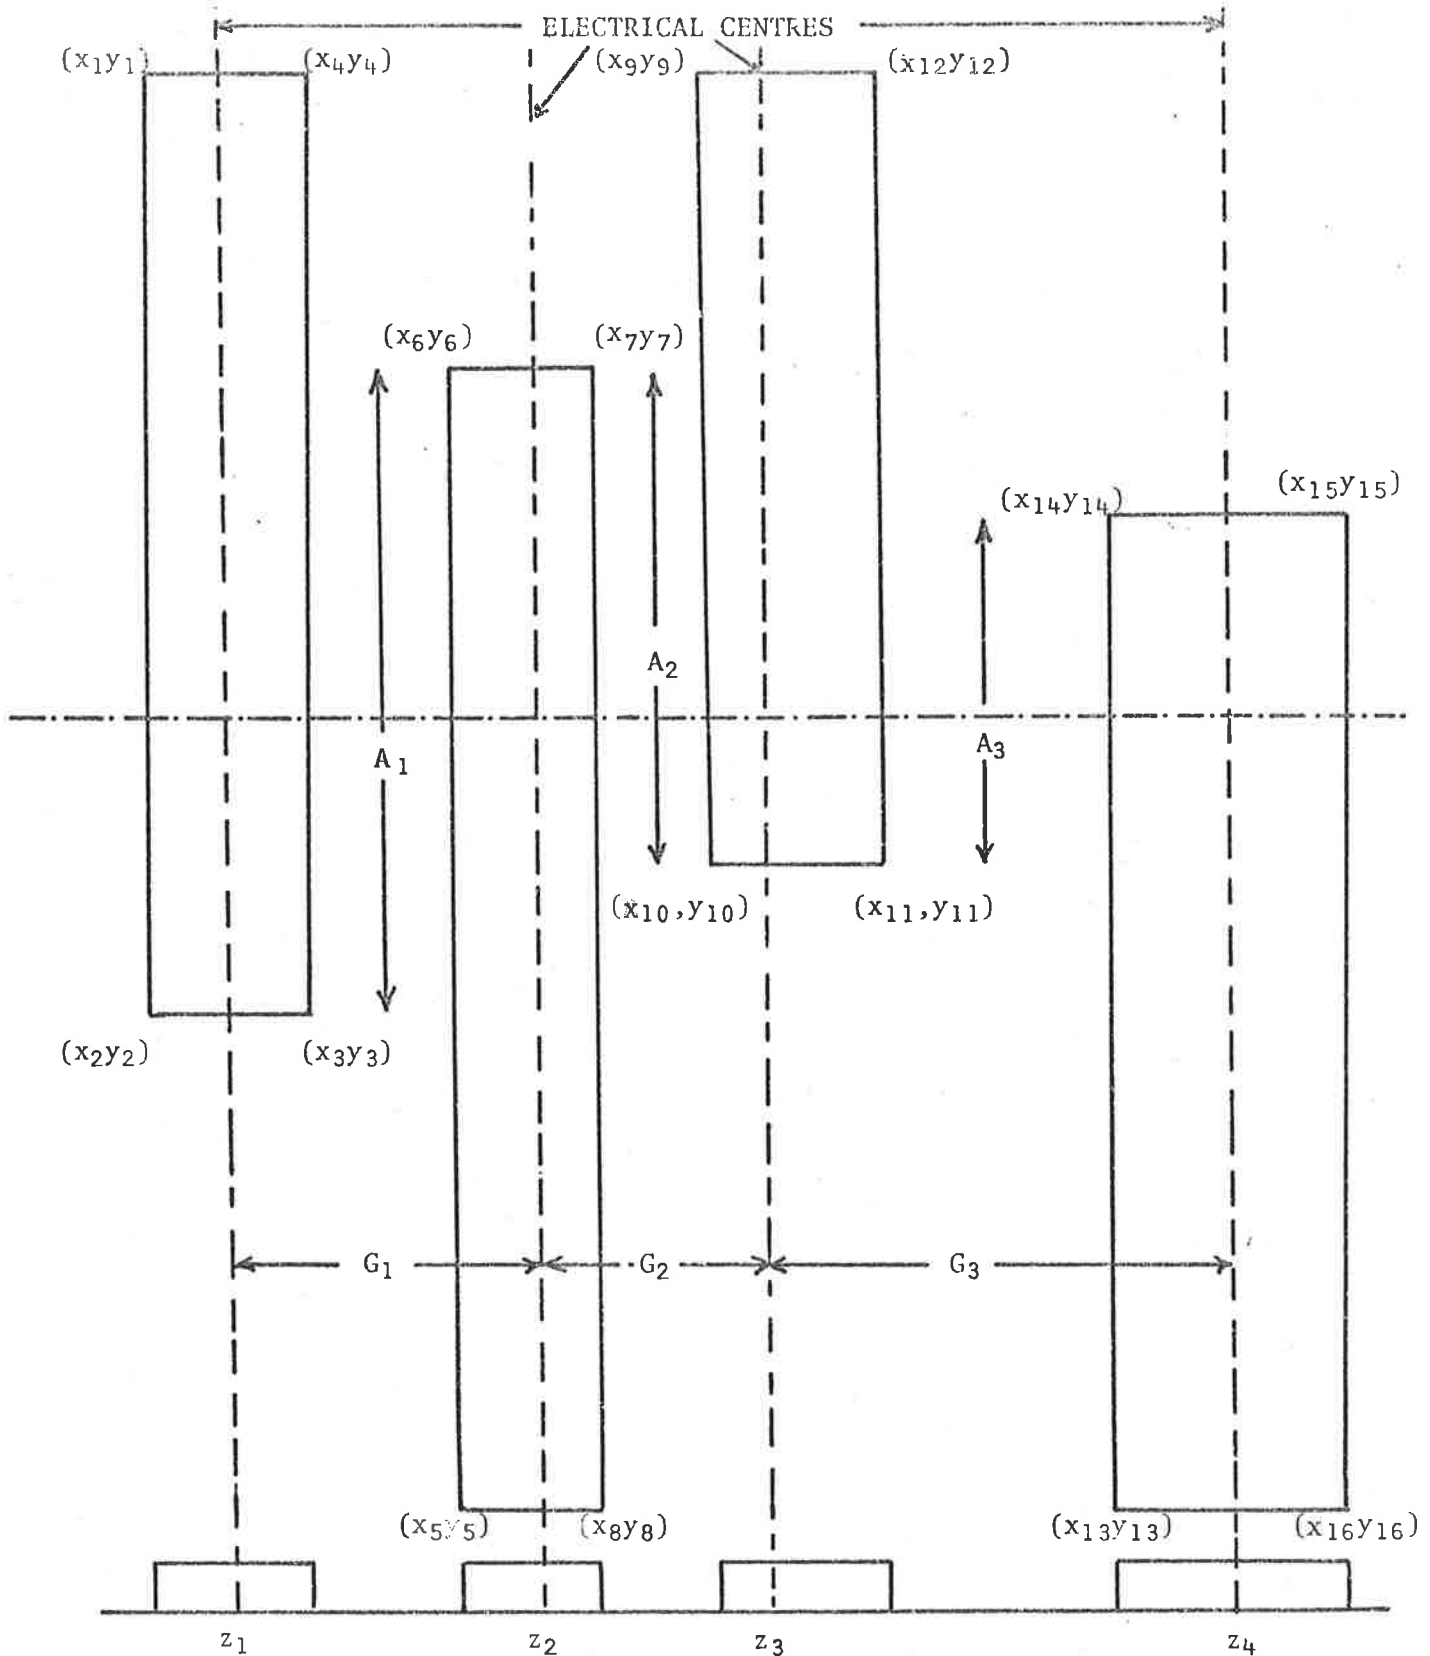 ELECTRICAL CENTRES
(x1y1) (x4y4) (x9y9) (x12y12)
(x6y6) (x7y7)
(x14y14) (x15y15)
A2
A1 A3
(x10,y10) (x11,y11)
(x2y2) (x3y3)
G1 G2 G3
(x5y5) (x8y8) (x13y13) (x16y16)
z1 z2 z3 z4